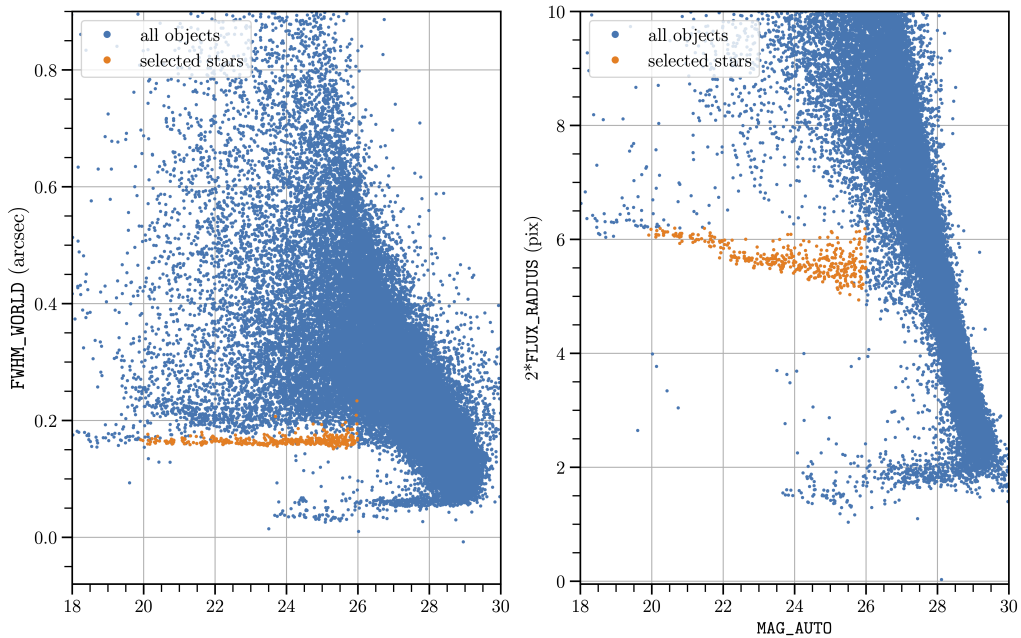 all objects
selected stars
0.8
0.6
0.4
0.2
0.0
FWHM_WORLD (arcsec)
18 20 22 24 26 28 30
all objects
selected stars
10
8
6
4
2
0
2*FLUX_RADIUS (pix)
18 20 22 24 26 28 30
MAG_AUTO